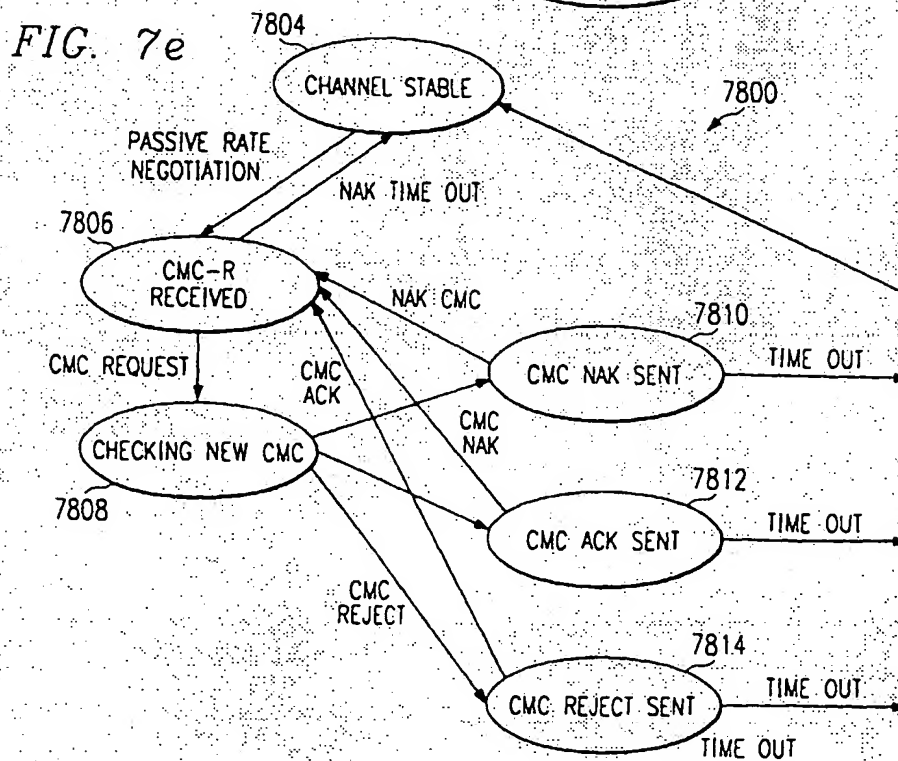 FIG. 7e
7804
CHANNEL STABLE
7800
PASSIVE RATE
NEGOTIATION
NAK TIME OUT
7806
CMC-R
RECEIVED
NAK CMC
7810
CMC REQUEST
CMC
ACK
CMC NAK SENT
TIME OUT
CMC
NAK
CHECKING NEW CMC
7808
7812
CMC ACK SENT
TIME OUT
CMC
REJECT
7814
CMC REJECT SENT
TIME OUT
TIME OUT